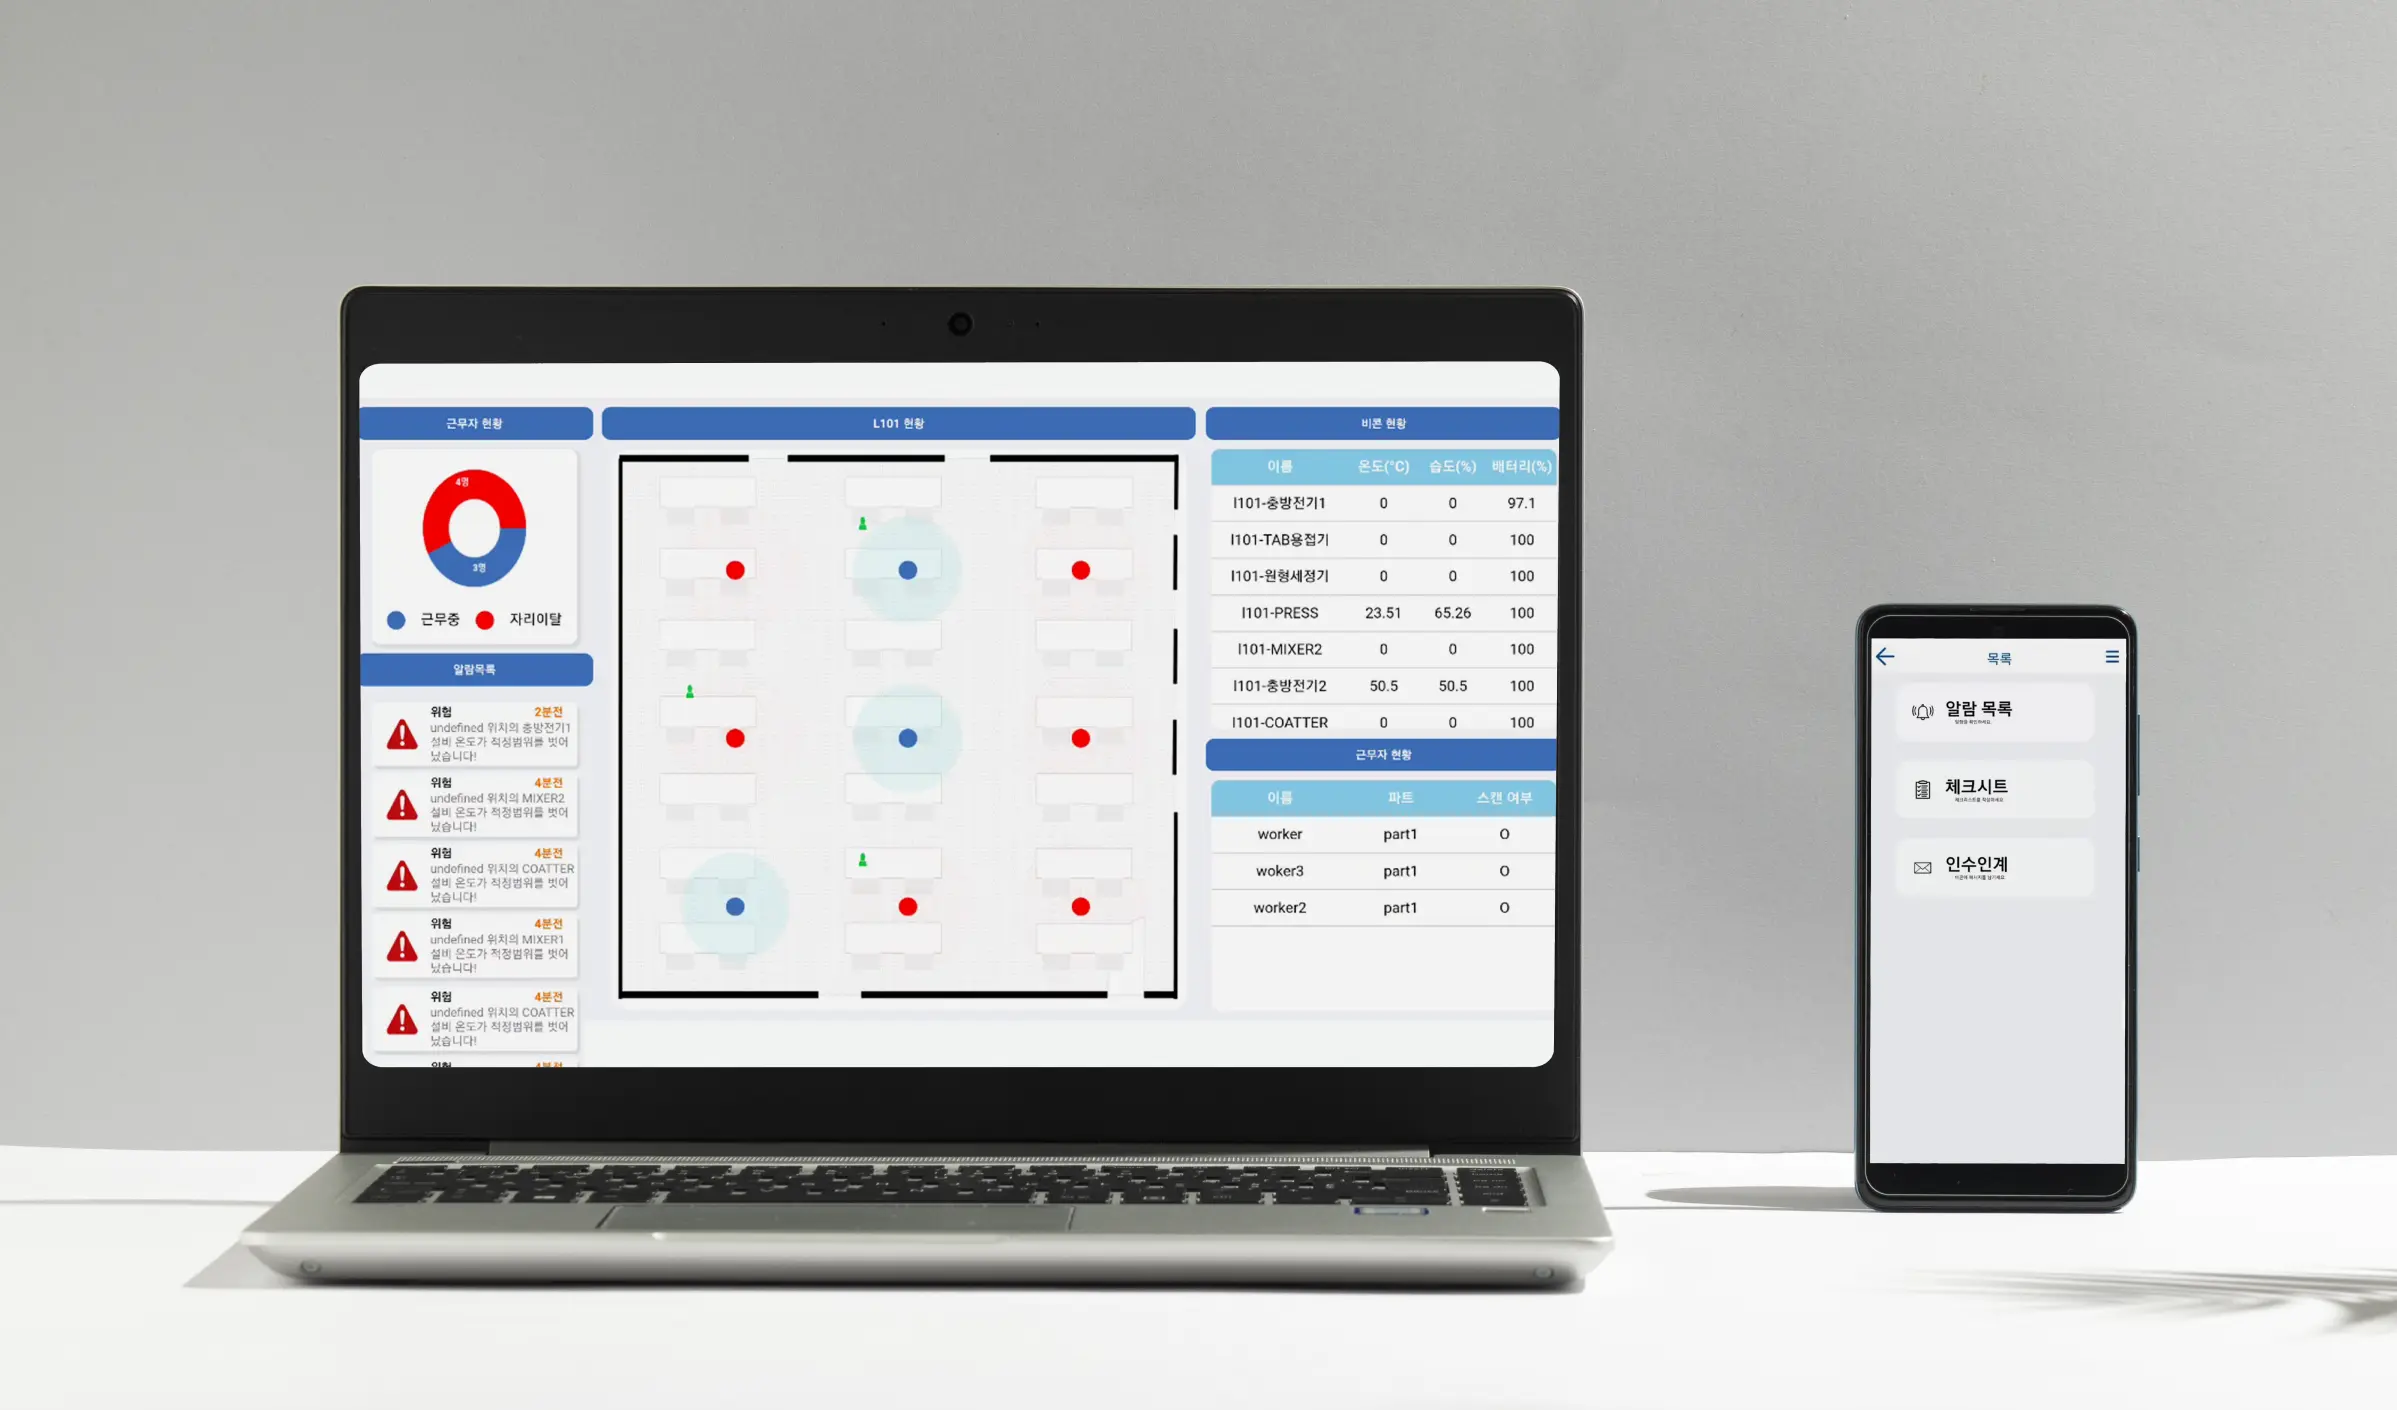 근무자 현황
4명
3명
근무중
자리이탈
알람목록
위험 2분전
undefined 위치의 충방전기1
설비 온도가 적정범위를 벗어
났습니다!
위험 4분전
undefined 위치의 MIXER2
설비 온도가 적정범위를 벗어
났습니다!
위험 4분전
undefined 위치의 COATTER
설비 온도가 적정범위를 벗어
났습니다!
위험 4분전
undefined 위치의 MIXER1
설비 온도가 적정범위를 벗어
났습니다!
위험 4분전
undefined 위치의 COATTER
설비 온도가 적정범위를 벗어
났습니다!
위험 4분전
L101 현황
비콘 현황
이름 온도(°C) 습도(%) 배터리(%)
l101-충방전기1 0 0 97.1
l101-TAB용접기 0 0 100
l101-원형세정기 0 0 100
l101-PRESS 23.51 65.26 100
l101-MIXER2 0 0 100
l101-충방전기2 50.5 50.5 100
l101-COATTER 0 0 100
근무자 현황
이름 파트 스캔 여부
worker part1 O
woker3 part1 O
worker2 part1 O
목록
알람 목록
체크시트
인수인계